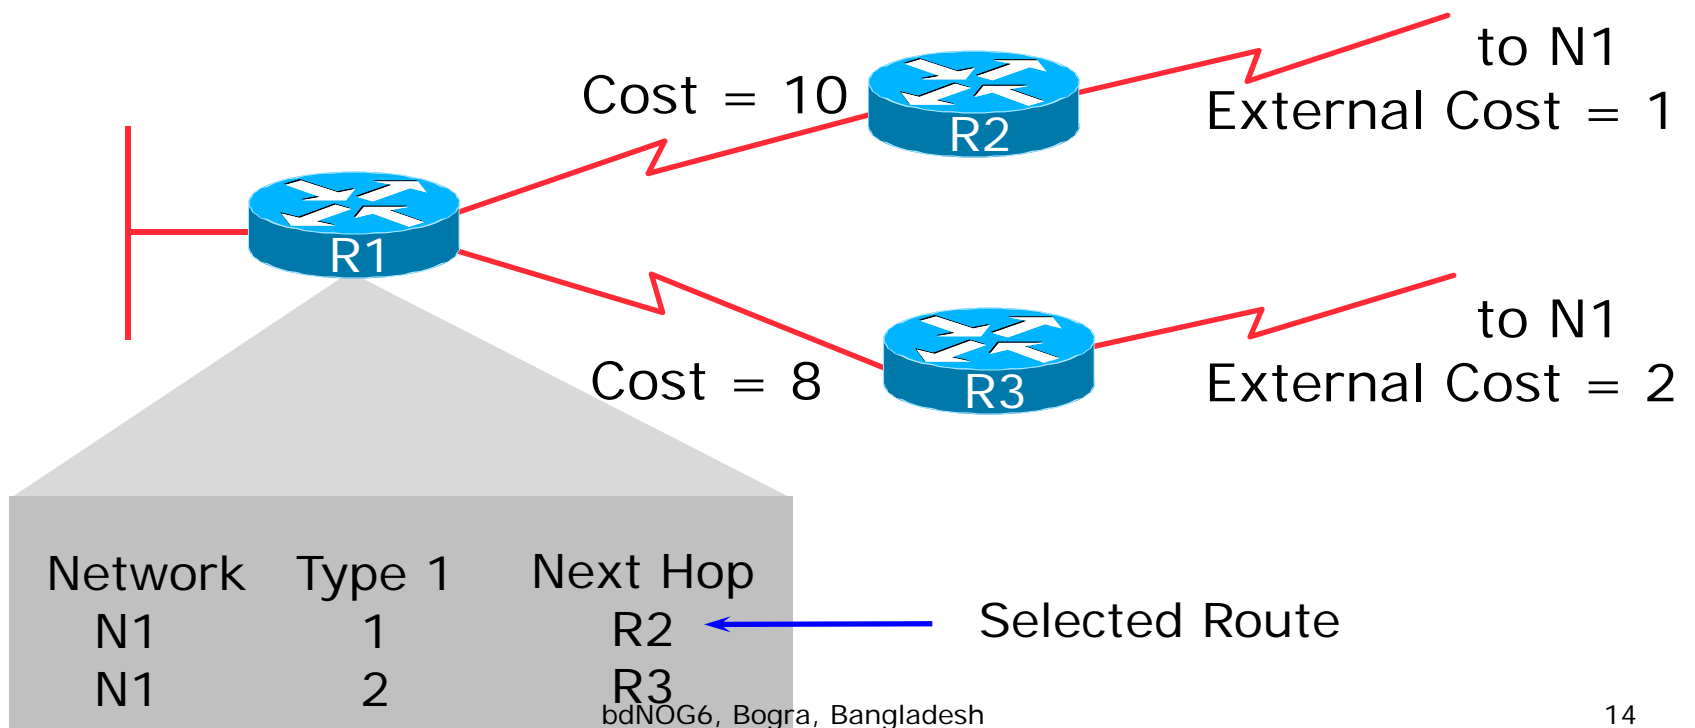 to N1
External Cost = 1
Cost = 10
R2
R1
to N1
External Cost = 2
Cost = 8
R3
Network Type 1 Next Hop
N1 1 R2
Selected Route
N1 2 R3
bdNOG6, Bogra, Bangladesh
14